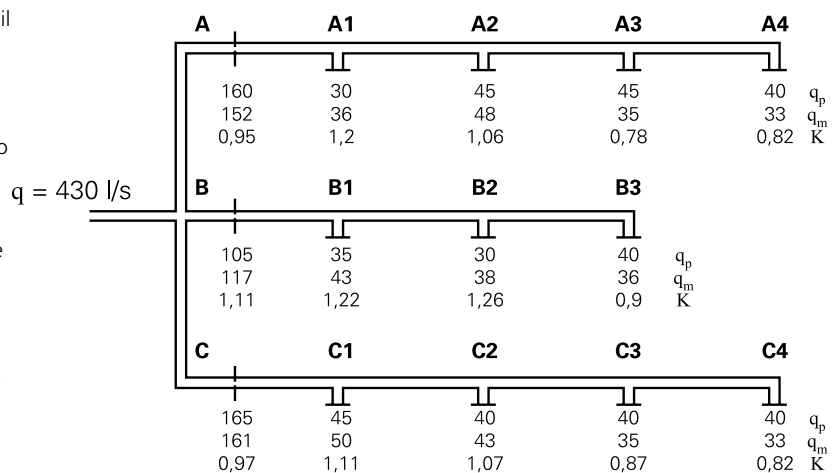 il
o
e
A A1 A2 A3 A4
160 30 45 45 40 qp
152 36 48 35 33 qm
0,95 1,2 1,06 0,78 0,82 K
q = 430 l/s
B B1 B2 B3
105 35 30 40 qp
117 43 38 36 qm
1,11 1,22 1,26 0,9 K
C C1 C2 C3 C4
165 45 40 40 40 qp
161 50 43 35 33 qm
0,97 1,11 1,07 0,87 0,82 K